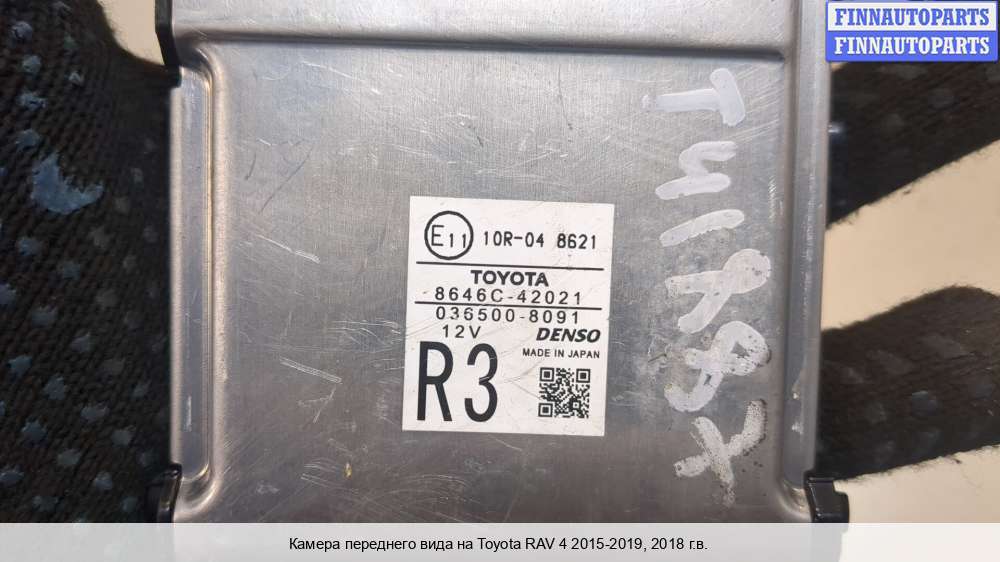 FINNAUTOPARTS
FINNAUTOPARTS
E11 10R-04 8621
TOYOTA
8646C-42021
036500-8091
12V DENSO
MADE IN JAPAN
R3
Камера переднего вида на Toyota RAV 4 2015-2019, 2018 г.в.